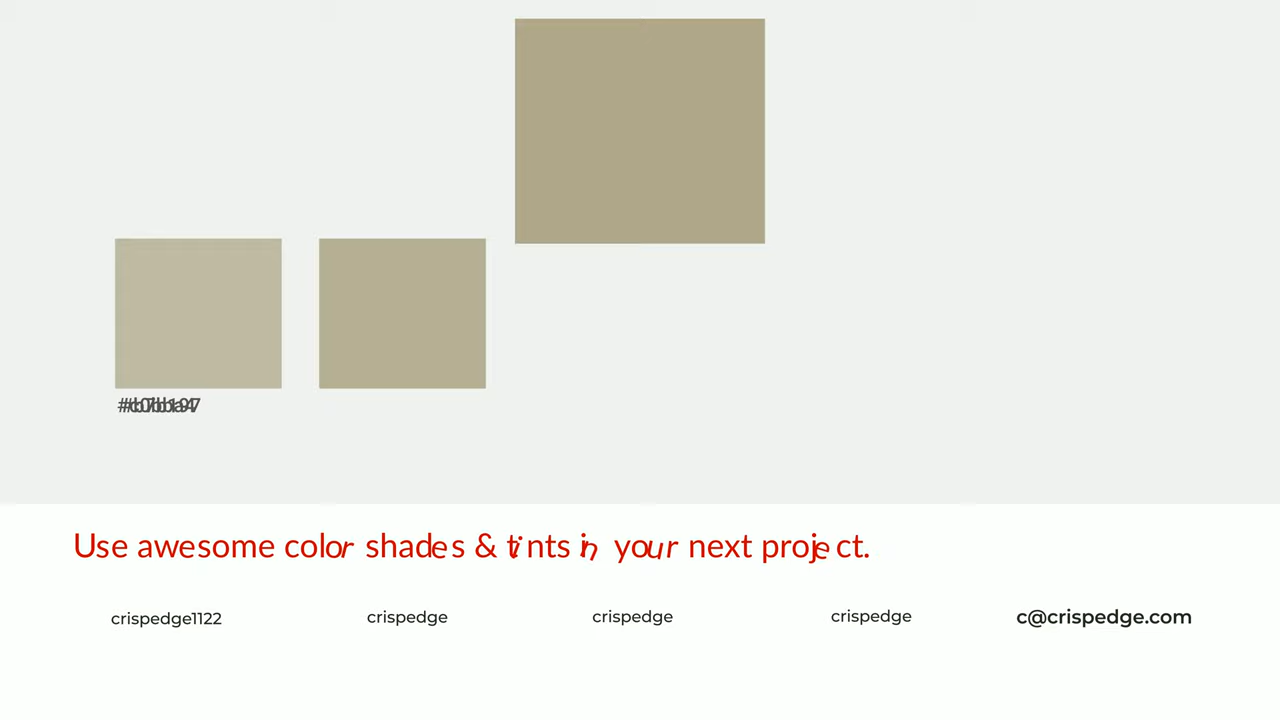 Use awesome color shades & tints in your next project.
crispedge1122 crispedge crispedge crispedge c@crispedge.com